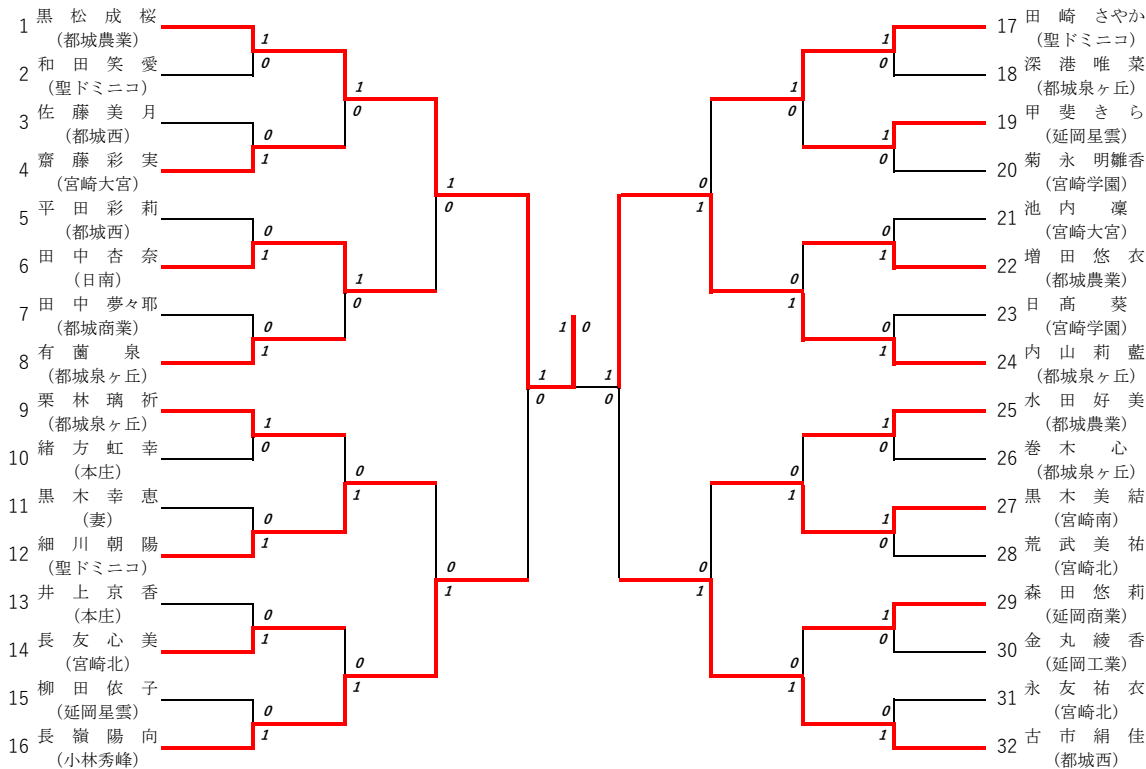 1 黒松成桜
(都城農業)
2 和田笑愛
(聖ドミニコ)
3 佐藤美月
(都城西)
4 齋藤彩実
(宮崎大宮)
5 平田彩莉
(都城西)
6 田中杏奈
(日南)
7 田中夢々耶
(都城商業)
8 有薗泉
(都城泉ヶ丘)
9 栗林璃祈
(都城泉ヶ丘)
10 緒方虹幸
(本庄)
11 黒木幸恵
(妻)
12 細川朝陽
(聖ドミニコ)
13 井上京香
(本庄)
14 長友心美
(宮崎北)
15 柳田依子
(延岡星雲)
16 長嶺陽向
(小林秀峰)
1
0
0
1
0
1
0
1
1
0
0
1
0
1
0
1
1
0
1
0
0
1
0
1
1
0
0
1
1
0
1 0
1
0
0
1
0
1
1
0
0
1
0
1
0
1
1
0
1
0
0
1
0
1
1
0
1
0
1
0
0
1
17 田崎さやか
(聖ドミニコ)
18 深港唯菜
(都城泉ヶ丘)
19 甲斐きら
(延岡星雲)
20 菊永明雛香
(宮崎学園)
21 池内凜
(宮崎大宮)
22 増田悠衣
(都城農業)
23 日髙葵
(宮崎学園)
24 内山莉藍
(都城泉ヶ丘)
25 水田好美
(都城農業)
26 巻木心
(都城泉ヶ丘)
27 黒木美結
(宮崎南)
28 荒武美祐
(宮崎北)
29 森田悠莉
(延岡商業)
30 金丸綾香
(延岡工業)
31 永友祐衣
(宮崎北)
32 古市絹佳
(都城西)